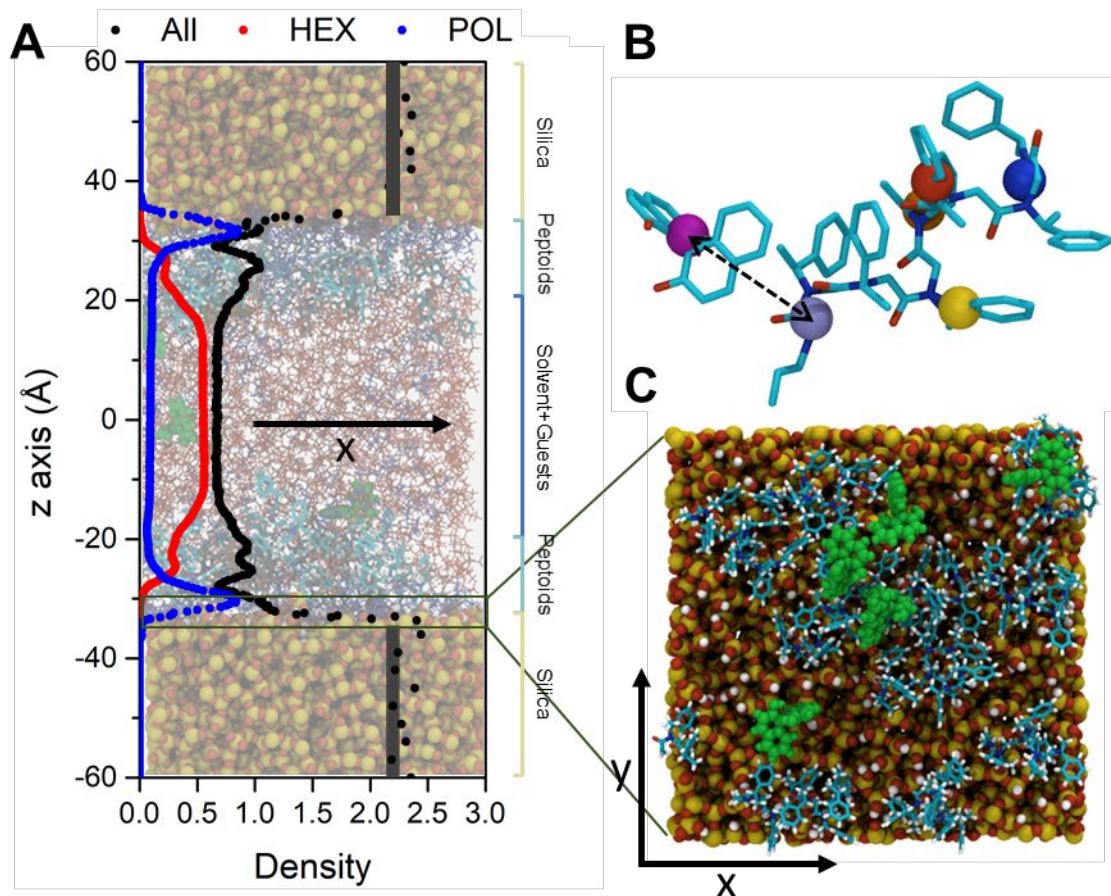 A
All HEX POL
60
40
20
0
-20
-40
-60
z axis (Å)
0.0 0.5 1.0 1.5 2.0 2.5 3.0
Density
X
Silica
Peptoids
Solvent+Guests
Peptoids
Silica
B
C
y
x